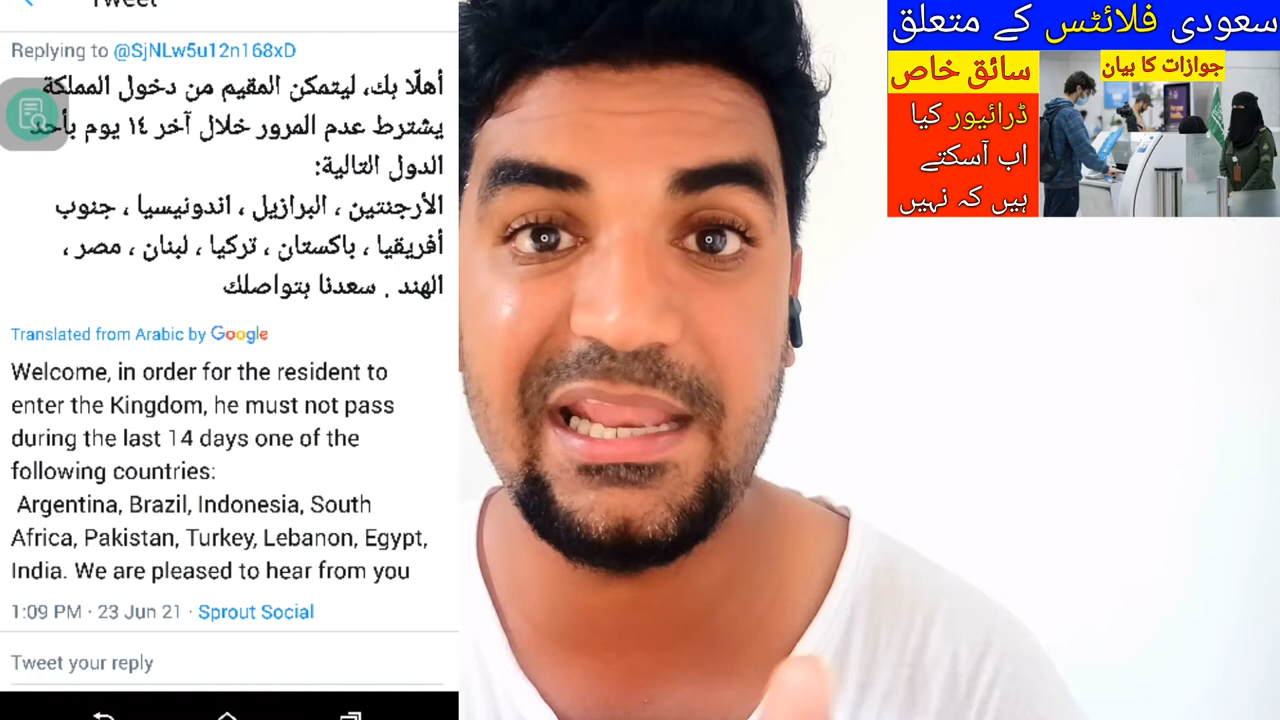 Tweet
Replying to @SjNLw5u12n168xD
أهلًا بك، ليتمكن المقيم من دخول المملكة
يشترط عدم المرور خلال آخر ١٤ يوم بأحد
الدول التالية:
الأرجنتين ، البرازيل ، اندونيسيا ، جنوب
أفريقيا ، باكستان ، تركيا ، لبنان ، مصر ،
الهند . سعدنا بتواصلك
Translated from Arabic by Google
Welcome, in order for the resident to
enter the Kingdom, he must not pass
during the last 14 days one of the
following countries:
Argentina, Brazil, Indonesia, South
Africa, Pakistan, Turkey, Lebanon, Egypt,
India. We are pleased to hear from you
1:09 PM · 23 Jun 21 · Sprout Social
Tweet your reply
سعودی فلائٹس کے متعلق
جوازات کا بیان
سائق خاص
ڈرائیور کیا
اب آسکتے
ہیں کہ نہیں